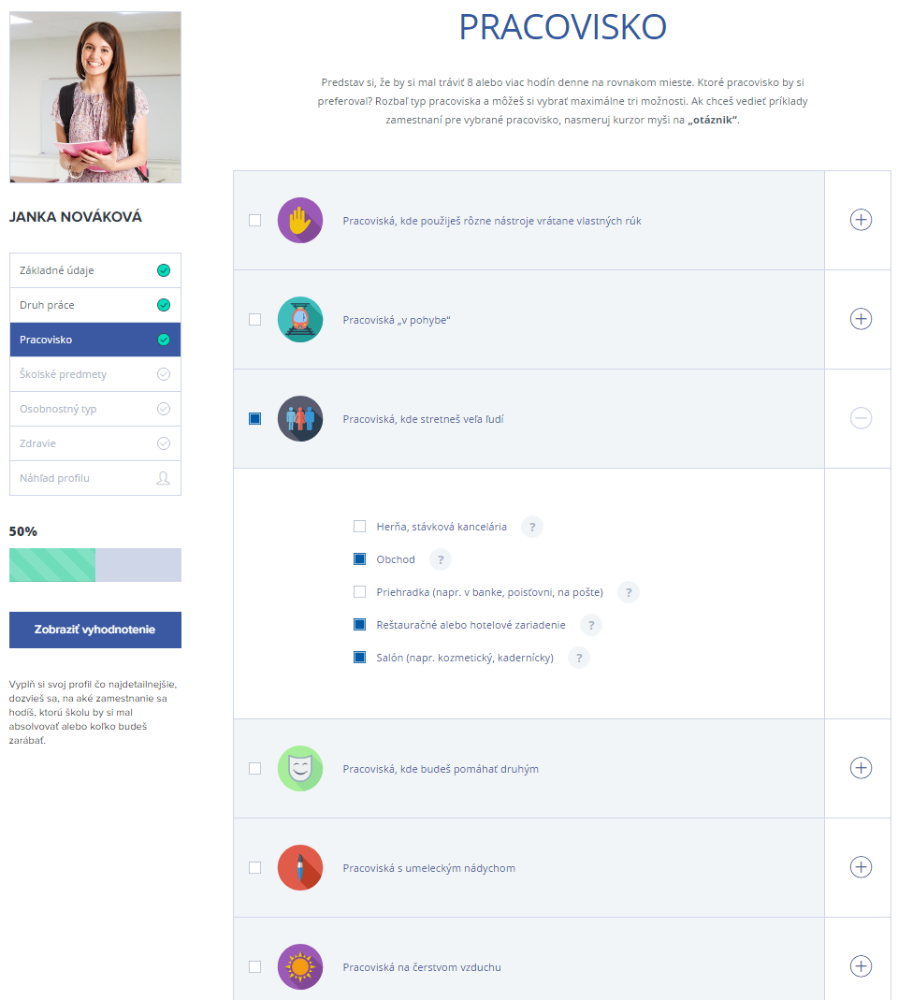 PRACOVISKO
Predstav si, že by si mal tráviť 8 alebo viac hodín denne na rovnakom mieste. Ktoré pracovisko by si
preferoval? Rozbaľ typ pracoviska a môžeš si vybrať maximálne tri možnosti. Ak chceš vedieť príklady
zamestnaní pre vybrané pracovisko, nasmeruj kurzor myši na „otáznik“.
JANKA NOVÁKOVÁ
Základné údaje
Druh práce
Pracovisko
Školské predmety
Osobnostný typ
Zdravie
Náhľad profilu
50%
Zobraziť vyhodnotenie
Vyplň si svoj profil čo najdetailnejšie,
dozvieš sa, na aké zamestnanie sa
hodíš, ktorú školu by si mal
absolvovať alebo koľko budeš
zarábať.
Pracoviská, kde použiješ rôzne nástroje vrátane vlastných rúk
Pracoviská „v pohybe“
Pracoviská, kde stretneš veľa ľudí
Herňa, stávková kancelária ?
Obchod ?
Priehradka (napr. v banke, poisťovni, na pošte) ?
Reštauračné alebo hotelové zariadenie ?
Salón (napr. kozmetický, kadernícky) ?
Pracoviská, kde budeš pomáhať druhým
Pracoviská s umeleckým nádychom
Pracoviská na čerstvom vzduchu